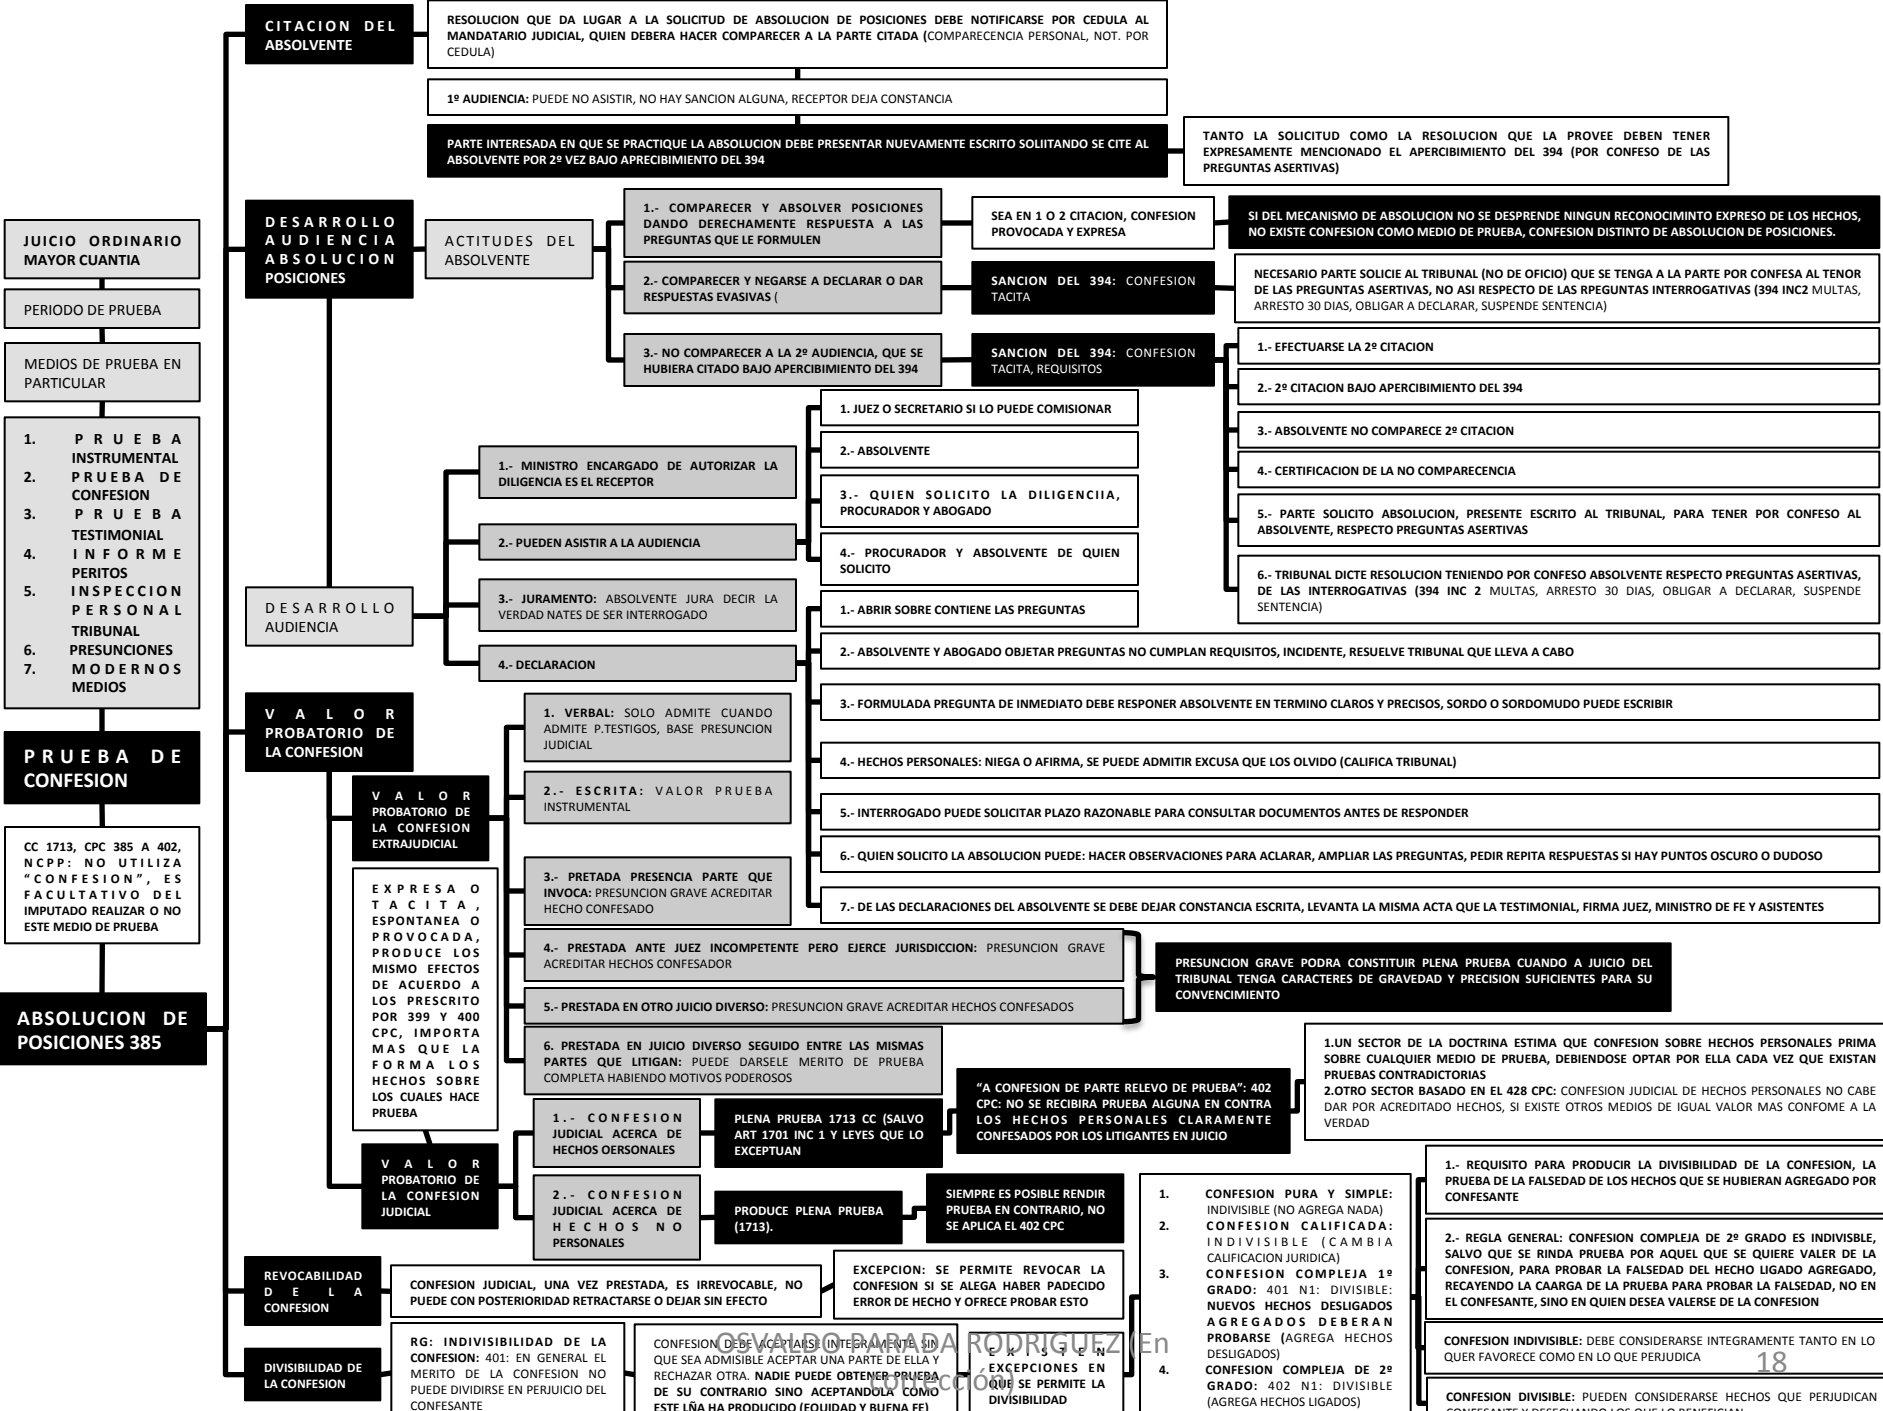 JUICIO ORDINARIO
MAYOR CUANTIA
PERIODO DE PRUEBA
MEDIOS DE PRUEBA EN
PARTICULAR
1. PRUEBA
INSTRUMENTAL
2. PRUEBA DE
CONFESION
3. PRUEBA
TESTIMONIAL
4. INFORME
PERITOS
5. INSPECCION
PERSONAL
TRIBUNAL
6. PRESUNCIONES
7. MODERNOS
MEDIOS
PRUEBA DE
CONFESION
CC 1713, CPC 385 A 402,
NCPP: NO UTILIZA
“CONFESION”, ES
FACULTATIVO DEL
IMPUTADO REALIZAR O NO
ESTE MEDIO DE PRUEBA
ABSOLUCION DE
POSICIONES 385
CITACION DEL
ABSOLVENTE
RESOLUCION QUE DA LUGAR A LA SOLICITUD DE ABSOLUCION DE POSICIONES DEBE NOTIFICARSE POR CEDULA AL
MANDATARIO JUDICIAL, QUIEN DEBERA HACER COMPARECER A LA PARTE CITADA (COMPARECENCIA PERSONAL, NOT. POR
CEDULA)
1º AUDIENCIA: PUEDE NO ASISTIR, NO HAY SANCION ALGUNA, RECEPTOR DEJA CONSTANCIA
PARTE INTERESADA EN QUE SE PRACTIQUE LA ABSOLUCION DEBE PRESENTAR NUEVAMENTE ESCRITO SOLIITANDO SE CITE AL
ABSOLVENTE POR 2º VEZ BAJO APRECIBIMIENTO DEL 394
TANTO LA SOLICITUD COMO LA RESOLUCION QUE LA PROVEE DEBEN TENER
EXPRESAMENTE MENCIONADO EL APERCIBIMIENTO DEL 394 (POR CONFESO DE LAS
PREGUNTAS ASERTIVAS)
DESARROLLO
AUDIENCIA
ABSOLUCION
POSICIONES
ACTITUDES DEL
ABSOLVENTE
1.- COMPARECER Y ABSOLVER POSICIONES
DANDO DERECHAMENTE RESPUESTA A LAS
PREGUNTAS QUE LE FORMULEN
SEA EN 1 O 2 CITACION, CONFESION
PROVOCADA Y EXPRESA
SI DEL MECANISMO DE ABSOLUCION NO SE DESPRENDE NINGUN RECONOCIMINTO EXPRESO DE LOS HECHOS,
NO EXISTE CONFESION COMO MEDIO DE PRUEBA, CONFESION DISTINTO DE ABSOLUCION DE POSICIONES.
2.- COMPARECER Y NEGARSE A DECLARAR O DAR
RESPUESTAS EVASIVAS (
SANCION DEL 394: CONFESION
TACITA
NECESARIO PARTE SOLICIE AL TRIBUNAL (NO DE OFICIO) QUE SE TENGA A LA PARTE POR CONFESA AL TENOR
DE LAS PREGUNTAS ASERTIVAS, NO ASI RESPECTO DE LAS RPEGUNTAS INTERROGATIVAS (394 INC2 MULTAS,
ARRESTO 30 DIAS, OBLIGAR A DECLARAR, SUSPENDE SENTENCIA)
3.- NO COMPARECER A LA 2º AUDIENCIA, QUE SE
HUBIERA CITADO BAJO APERCIBIMIENTO DEL 394
SANCION DEL 394: CONFESION
TACITA, REQUISITOS
1.- EFECTUARSE LA 2º CITACION
2.- 2º CITACION BAJO APERCIBIMIENTO DEL 394
3.- ABSOLVENTE NO COMPARECE 2º CITACION
4.- CERTIFICACION DE LA NO COMPARECENCIA
5.- PARTE SOLICITO ABSOLUCION, PRESENTE ESCRITO AL TRIBUNAL, PARA TENER POR CONFESO AL
ABSOLVENTE, RESPECTO PREGUNTAS ASERTIVAS
6.- TRIBUNAL DICTE RESOLUCION TENIENDO POR CONFESO ABSOLVENTE RESPECTO PREGUNTAS ASERTIVAS,
DE LAS INTERROGATIVAS (394 INC 2 MULTAS, ARRESTO 30 DIAS, OBLIGAR A DECLARAR, SUSPENDE
SENTENCIA)
DESARROLLO
AUDIENCIA
1.- MINISTRO ENCARGADO DE AUTORIZAR LA
DILIGENCIA ES EL RECEPTOR
2.- PUEDEN ASISTIR A LA AUDIENCIA
1. JUEZ O SECRETARIO SI LO PUEDE COMISIONAR
2.- ABSOLVENTE
3.- QUIEN SOLICITO LA DILIGENCIIA,
PROCURADOR Y ABOGADO
4.- PROCURADOR Y ABSOLVENTE DE QUIEN
SOLICITO
3.- JURAMENTO: ABSOLVENTE JURA DECIR LA
VERDAD NATES DE SER INTERROGADO
4.- DECLARACION
1.- ABRIR SOBRE CONTIENE LAS PREGUNTAS
2.- ABSOLVENTE Y ABOGADO OBJETAR PREGUNTAS NO CUMPLAN REQUISITOS, INCIDENTE, RESUELVE TRIBUNAL QUE LLEVA A CABO
3.- FORMULADA PREGUNTA DE INMEDIATO DEBE RESPONER ABSOLVENTE EN TERMINO CLAROS Y PRECISOS, SORDO O SORDOMUDO PUEDE ESCRIBIR
4.- HECHOS PERSONALES: NIEGA O AFIRMA, SE PUEDE ADMITIR EXCUSA QUE LOS OLVIDO (CALIFICA TRIBUNAL)
5.- INTERROGADO PUEDE SOLICITAR PLAZO RAZONABLE PARA CONSULTAR DOCUMENTOS ANTES DE RESPONDER
6.- QUIEN SOLICITO LA ABSOLUCION PUEDE: HACER OBSERVACIONES PARA ACLARAR, AMPLIAR LAS PREGUNTAS, PEDIR REPITA RESPUESTAS SI HAY PUNTOS OSCURO O DUDOSO
7.- DE LAS DECLARACIONES DEL ABSOLVENTE SE DEBE DEJAR CONSTANCIA ESCRITA, LEVANTA LA MISMA ACTA QUE LA TESTIMONIAL, FIRMA JUEZ, MINISTRO DE FE Y ASISTENTES
VALOR
PROBATORIO DE
LA CONFESION
VALOR
PROBATORIO DE
LA CONFESION
EXTRAJUDICIAL
1. VERBAL: SOLO ADMITE CUANDO
ADMITE P.TESTIGOS, BASE PRESUNCION
JUDICIAL
2.- ESCRITA: VALOR PRUEBA
INSTRUMENTAL
3.- PRETADA PRESENCIA PARTE QUE
INVOCA: PRESUNCION GRAVE ACREDITAR
HECHO CONFESADO
4.- PRESTADA ANTE JUEZ INCOMPETENTE PERO EJERCE JURISDICCION: PRESUNCION GRAVE
ACREDITAR HECHOS CONFESADOR
5.- PRESTADA EN OTRO JUICIO DIVERSO: PRESUNCION GRAVE ACREDITAR HECHOS CONFESADOS
PRESUNCION GRAVE PODRA CONSTITUIR PLENA PRUEBA CUANDO A JUICIO DEL
TRIBUNAL TENGA CARACTERES DE GRAVEDAD Y PRECISION SUFICIENTES PARA SU
CONVENCIMIENTO
6. PRESTADA EN JUICIO DIVERSO SEGUIDO ENTRE LAS MISMAS
PARTES QUE LITIGAN: PUEDE DARSELE MERITO DE PRUEBA
COMPLETA HABIENDO MOTIVOS PODEROSOS
EXPRESA O
TACITA,
ESPONTANEA O
PROVOCADA,
PRODUCE LOS
MISMO EFECTOS
DE ACUERDO A
LOS PRESCRITO
POR 399 Y 400
CPC, IMPORTA
MAS QUE LA
FORMA LOS
HECHOS SOBRE
LOS CUALES HACE
PRUEBA
VALOR
PROBATORIO DE
LA CONFESION
JUDICIAL
1.- CONFESION
JUDICIAL ACERCA DE
HECHOS OERSONALES
PLENA PRUEBA 1713 CC (SALVO
ART 1701 INC 1 Y LEYES QUE LO
EXCEPTUAN
“A CONFESION DE PARTE RELEVO DE PRUEBA”: 402
CPC: NO SE RECIBIRA PRUEBA ALGUNA EN CONTRA
LOS HECHOS PERSONALES CLARAMENTE
CONFESADOS POR LOS LITIGANTES EN JUICIO
1.UN SECTOR DE LA DOCTRINA ESTIMA QUE CONFESION SOBRE HECHOS PERSONALES PRIMA
SOBRE CUALQUIER MEDIO DE PRUEBA, DEBIENDOSE OPTAR POR ELLA CADA VEZ QUE EXISTAN
PRUEBAS CONTRADICTORIAS
2.OTRO SECTOR BASADO EN EL 428 CPC: CONFESION JUDICIAL DE HECHOS PERSONALES NO CABE
DAR POR ACREDITADO HECHOS, SI EXISTE OTROS MEDIOS DE IGUAL VALOR MAS CONFOME A LA
VERDAD
2.- CONFESION
JUDICIAL ACERCA DE
HECHOS NO
PERSONALES
PRODUCE PLENA PRUEBA
(1713).
SIEMPRE ES POSIBLE RENDIR
PRUEBA EN CONTRARIO, NO
SE APLICA EL 402 CPC
REVOCABILIDAD
DE LA
CONFESION
CONFESION JUDICIAL, UNA VEZ PRESTADA, ES IRREVOCABLE, NO
PUEDE CON POSTERIORIDAD RETRACTARSE O DEJAR SIN EFECTO
EXCEPCION: SE PERMITE REVOCAR LA
CONFESION SI SE ALEGA HABER PADECIDO
ERROR DE HECHO Y OFRECE PROBAR ESTO
DIVISIBILIDAD DE
LA CONFESION
RG: INDIVISIBILIDAD DE LA
CONFESION: 401: EN GENERAL EL
MERITO DE LA CONFESION NO
PUEDE DIVIDIRSE EN PERJUICIO DEL
CONFESANTE
CONFESION DEBE ACEPTARSE INTEGRAMENTE SIN
QUE SEA ADMISIBLE ACEPTAR UNA PARTE DE ELLA Y
RECHAZAR OTRA. NADIE PUEDE OBTENER PRUEBA
DE SU CONTRARIO SINO ACEPTANDOLA COMO
ESTE LÑA HA PRODUCIDO (EQUIDAD Y BUENA FE)
EXISTEN
EXCEPCIONES EN
QUE SE PERMITE LA
DIVISIBILIDAD
1. CONFESION PURA Y SIMPLE:
INDIVISIBLE (NO AGREGA NADA)
2. CONFESION CALIFICADA:
INDIVISIBLE (CAMBIA
CALIFICACION JURIDICA)
3. CONFESION COMPLEJA 1º
GRADO: 401 N1: DIVISIBLE:
NUEVOS HECHOS DESLIGADOS
AGREGADOS DEBERAN
PROBARSE (AGREGA HECHOS
DESLIGADOS)
4. CONFESION COMPLEJA DE 2º
GRADO: 402 N1: DIVISIBLE
(AGREGA HECHOS LIGADOS)
1.- REQUISITO PARA PRODUCIR LA DIVISIBILIDAD DE LA CONFESION, LA
PRUEBA DE LA FALSEDAD DE LOS HECHOS QUE SE HUBIERAN AGREGADO POR
CONFESANTE
2.- REGLA GENERAL: CONFESION COMPLEJA DE 2º GRADO ES INDIVISBLE,
SALVO QUE SE RINDA PRUEBA POR AQUEL QUE SE QUIERE VALER DE LA
CONFESION, PARA PROBAR LA FALSEDAD DEL HECHO LIGADO AGREGADO,
RECAYENDO LA CAARGA DE LA PRUEBA PARA PROBAR LA FALSEDAD, NO EN
EL CONFESANTE, SINO EN QUIEN DESEA VALERSE DE LA CONFESION
CONFESION INDIVISIBLE: DEBE CONSIDERARSE INTEGRAMENTE TANTO EN LO
QUER FAVORECE COMO EN LO QUE PERJUDICA
CONFESION DIVISIBLE: PUEDEN CONSIDERARSE HECHOS QUE PERJUDICAN
CONFESANTE Y DESECHANDO LOS QUE LO BENEFICIAN
OSVALDO PARADA RODRIGUEZ (En
corrección)
18